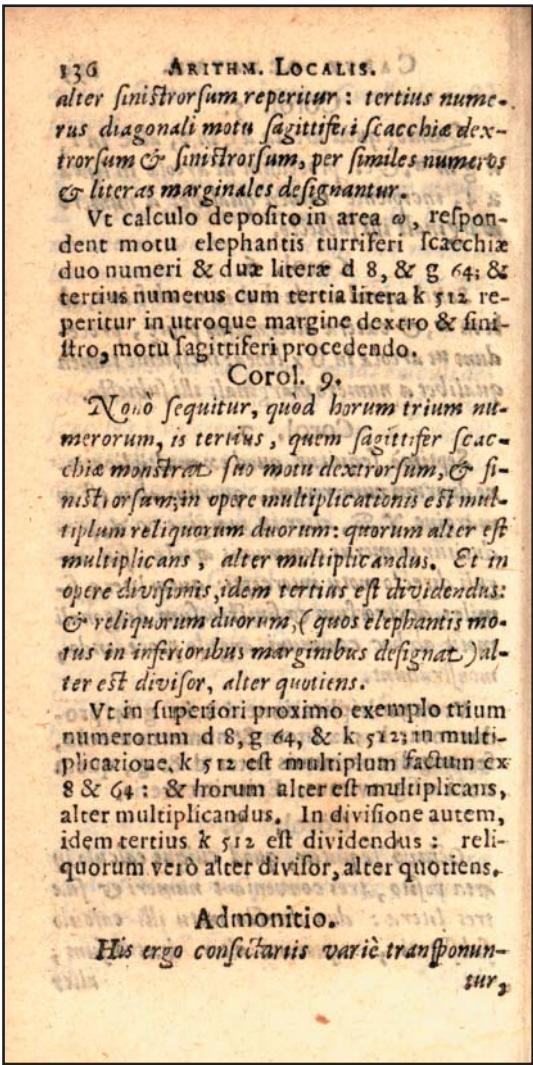 136 ARITHM. LOCALIS.
alter siniſtrorſum reperitur : tertius nume-
rus diagonali motu ſagittiferi ſcacchiæ dex-
trorſum & ſiniſtrorſum, per ſimiles numeros
& literas marginales deſignantur.
Vt calculo depoſito in area ω, reſpon-
dent motu elephantis turriferi ſcacchiæ
duo numeri & duæ literæ d 8, & g 64; &
tertius numerus cum tertia litera k 512 re-
peritur in utroque margine dextro & ſini-
ſtro, motu ſagittiferi procedendo.
Corol. 9.
Nonò ſequitur, quòd horum trium nu-
merorum, is tertius, quem ſagittifer ſcac-
chiæ monſtrat ſuo motu dextrorſum, & ſi-
niſtrorſum, in opere multiplicationis eſt mul-
tiplum reliquorum duorum: quorum alter eſt
multiplicans, alter multiplicandus. Et in
opere diviſionis, idem tertius eſt dividendus:
& reliquorum duorum, (quos elephantis mo-
tus in inferioribus marginibus deſignat) al-
ter eſt diviſor, alter quotiens.
Vt in ſuperiori proximo exemplo trium
numerorum d 8, g 64, & k 512; in multi-
plicatione, k 512 eſt multiplum factum ex
8 & 64 : & horum alter eſt multiplicans,
alter multiplicandus. In diviſione autem,
idem tertius k 512 eſt dividendus : reli-
quorum verò alter diviſor, alter quotiens.
Admonitio.
His ergo conſectariis variè tranſponun-
tur,